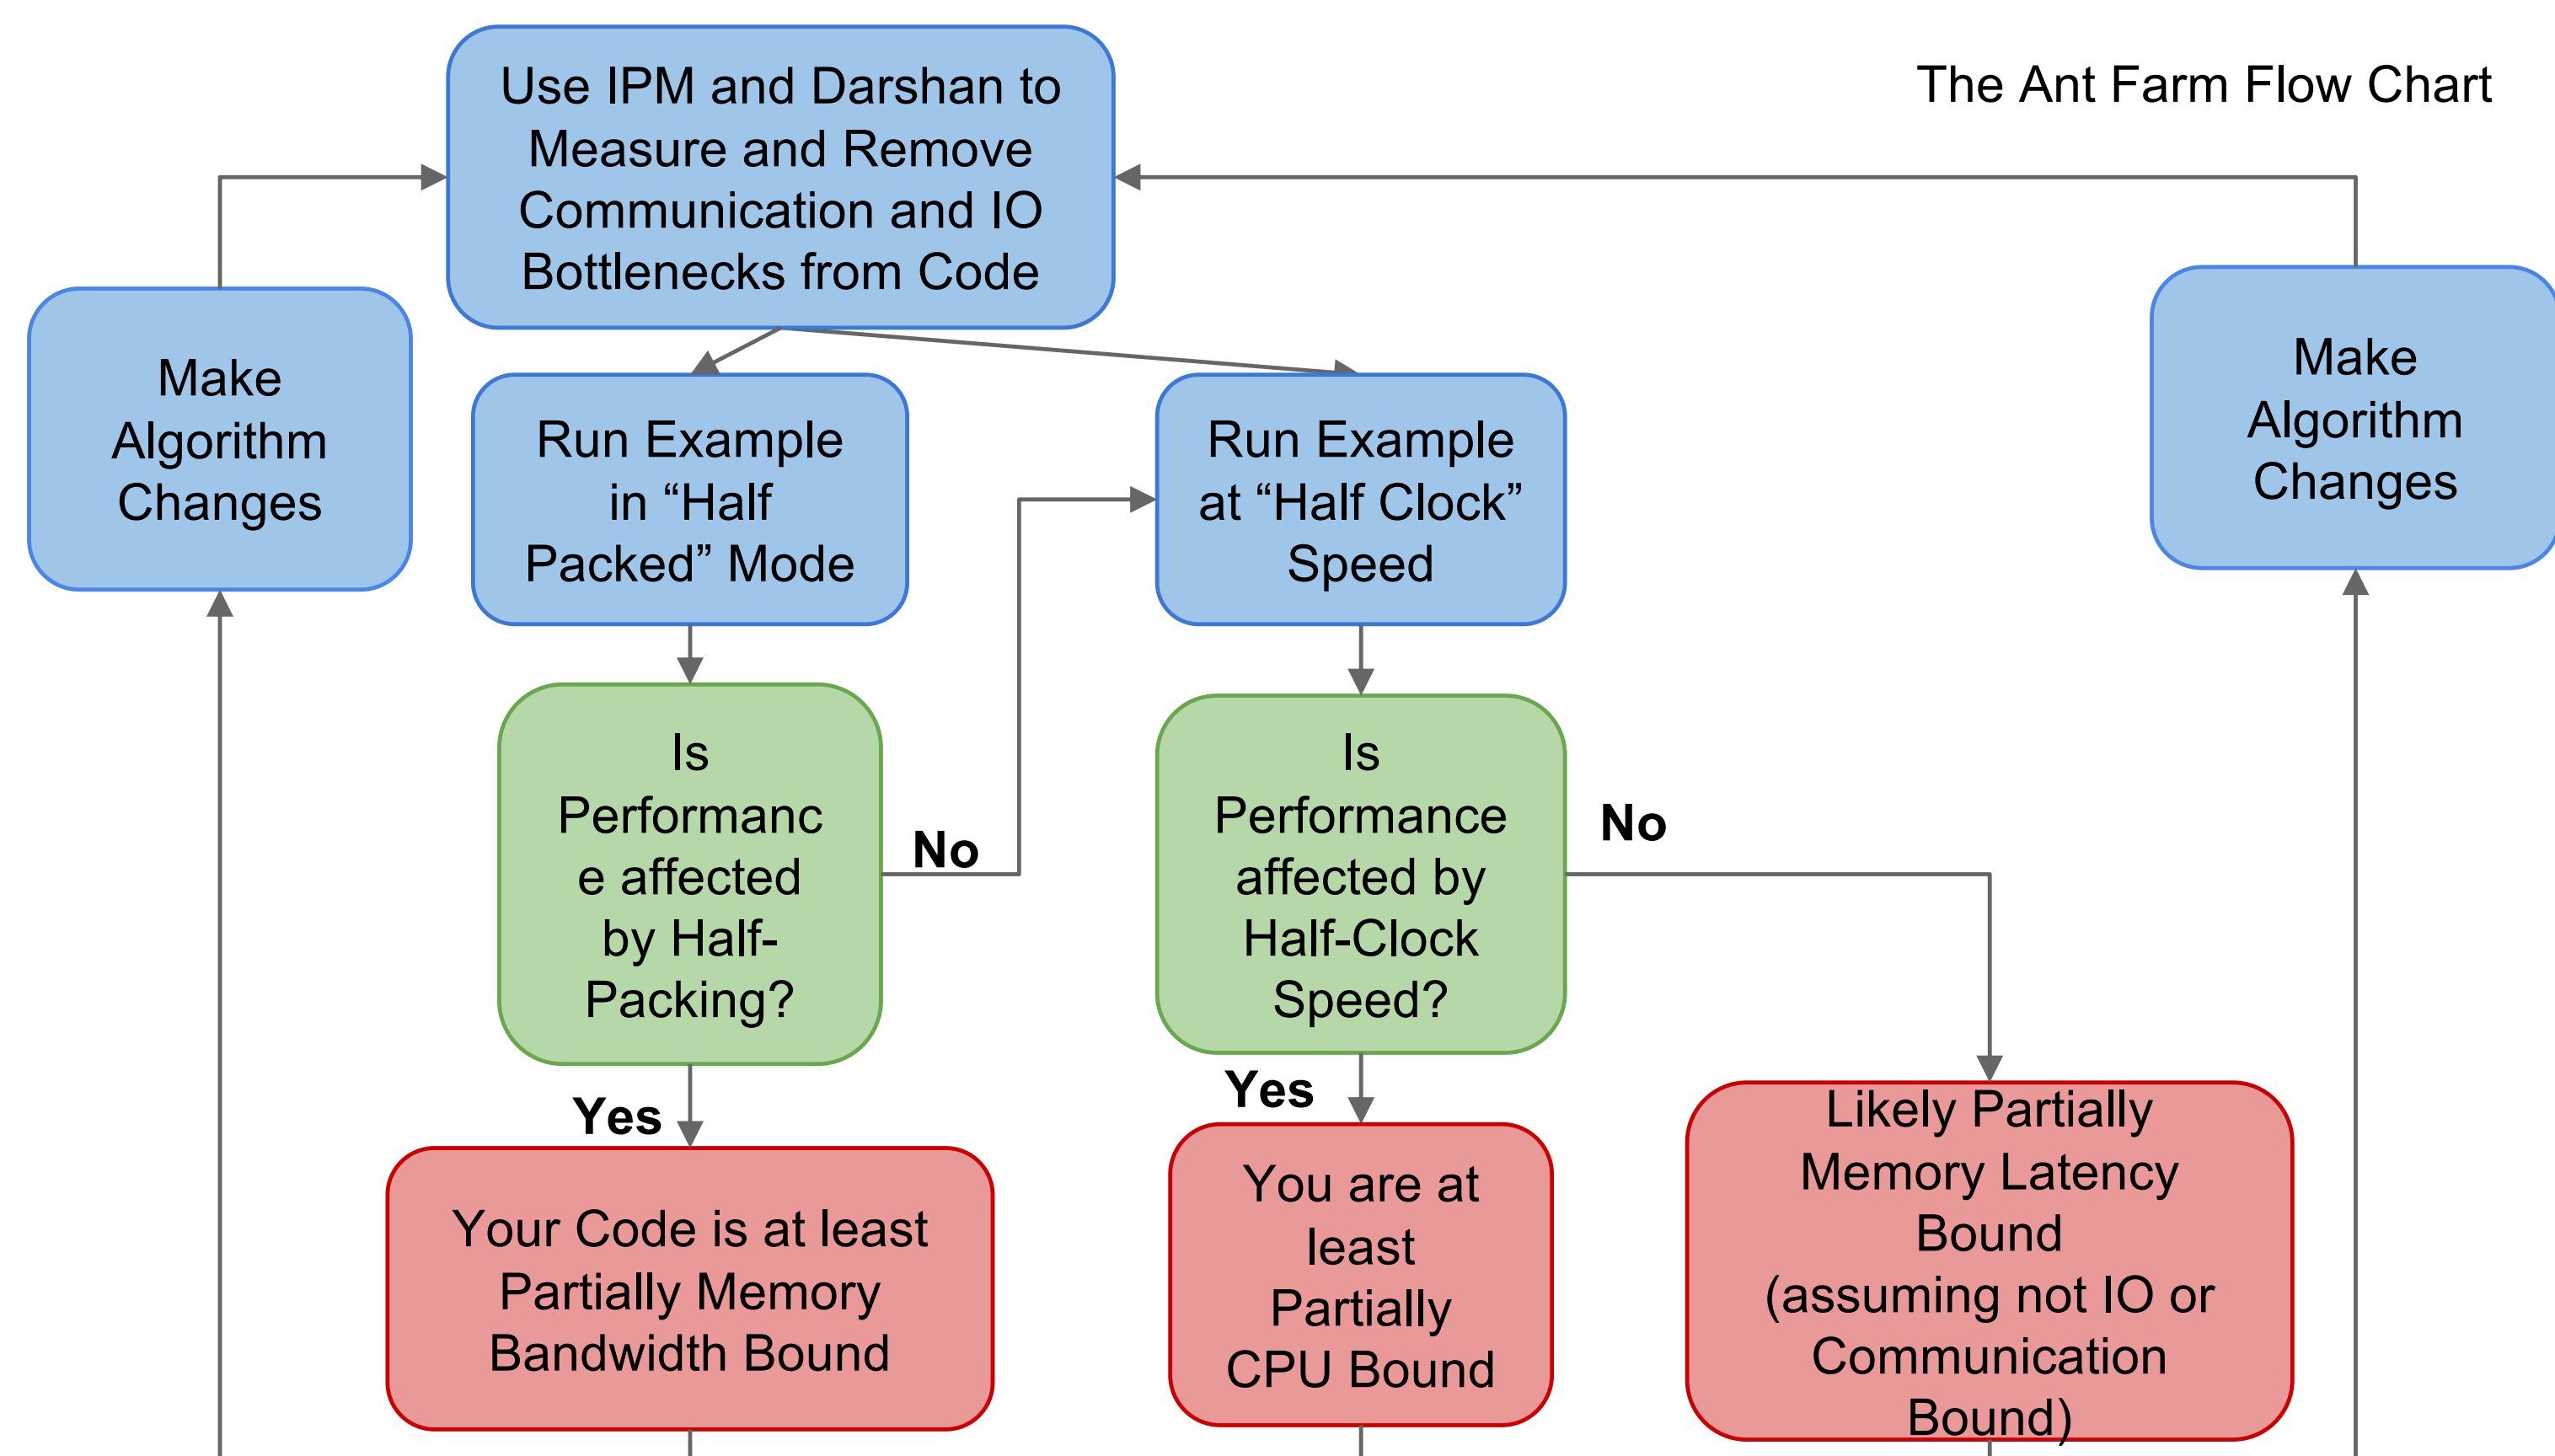 The Ant Farm Flow Chart
Use IPM and Darshan to
Measure and Remove
Communication and IO
Bottlenecks from Code
Make
Algorithm
Changes
Run Example
in “Half
Packed” Mode
Run Example
at “Half Clock”
Speed
Make
Algorithm
Changes
Is
Performanc
e affected
by Half-
Packing?
No
Is
Performance
affected by
Half-Clock
Speed?
No
Yes
Yes
Your Code is at least
Partially Memory
Bandwidth Bound
You are at
least
Partially
CPU Bound
Likely Partially
Memory Latency
Bound
(assuming not IO or
Communication
Bound)